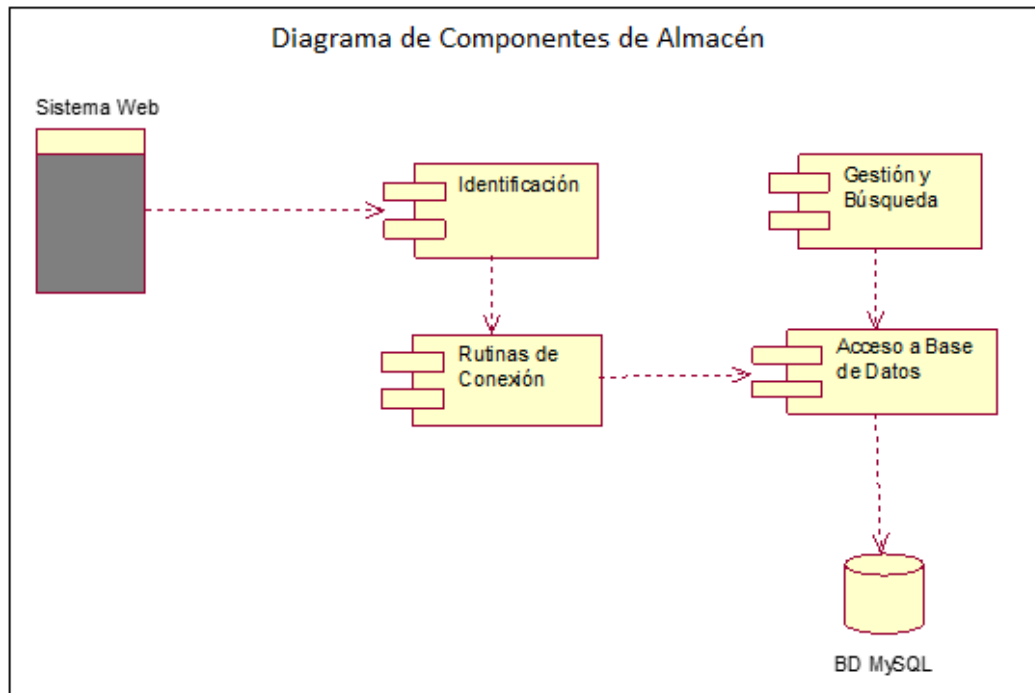 Diagrama de Componentes de Almacén
Sistema Web
Identificación
Gestión y
Búsqueda
Rutinas de
Conexión
Acceso a Base
de Datos
BD MySQL